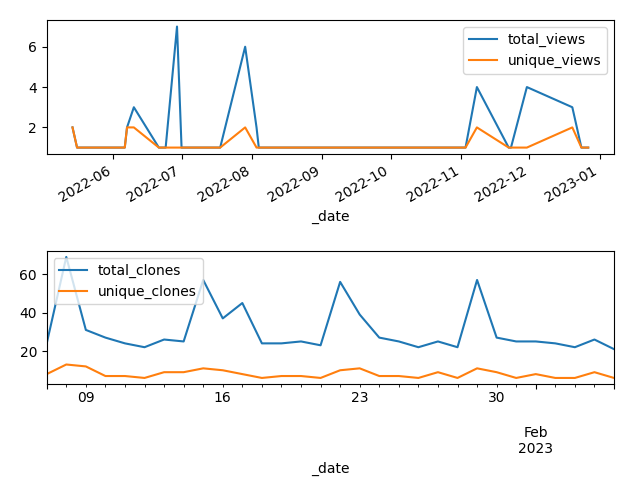 6
4
2
total_views
unique_views
2022-06
2022-07
2022-08
2022-09
2022-10
2022-11
2022-12
2023-01
_date
60
40
20
total_clones
unique_clones
09
16
23
30
Feb
2023
_date